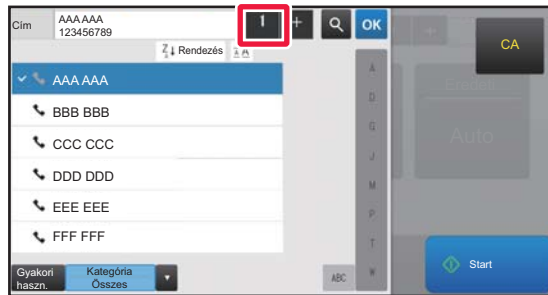 Cím
AAA AAA
123456789
1
+
OK
CA
Z↓ Rendezés
AAA AAA
BBB BBB
CCC CCC
DDD DDD
EEE EEE
FFF FFF
A
D
G
J
M
P
T
W
Eredeti
Auto
Gyakori
haszn.
Kategória
Összes
▼
ABC
Start